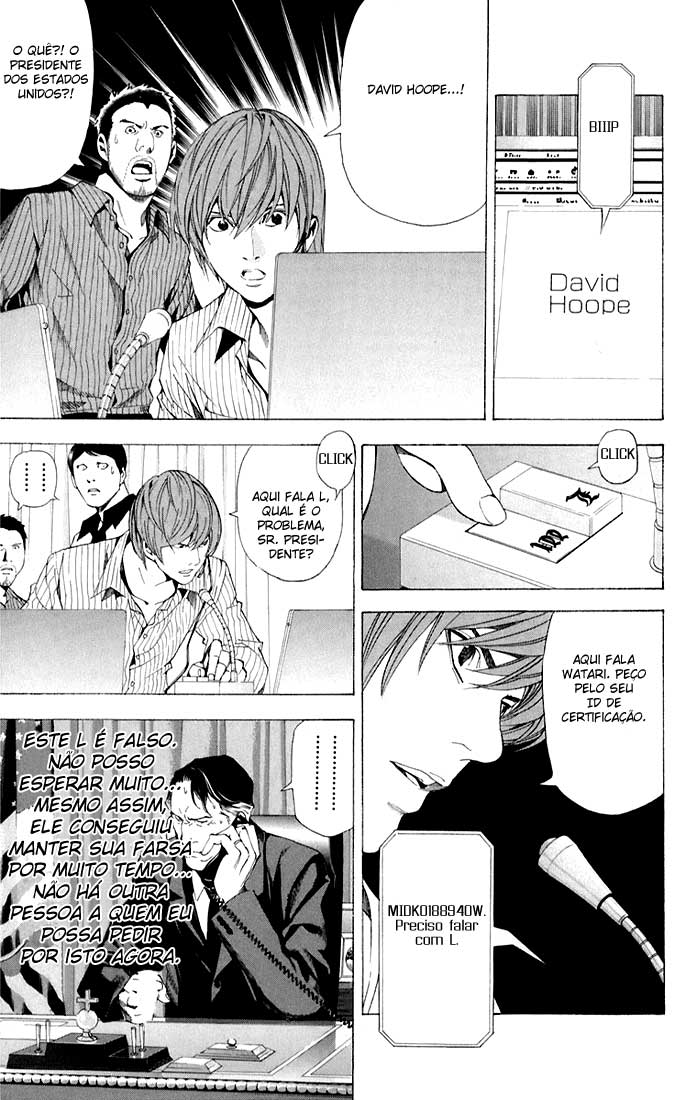 BIIIP
David
Hoope
DAVID HOOPE...!
O QUÊ?! O
PRESIDENTE
DOS ESTADOS
UNIDOS?!
CLICK
L
W
AQUI FALA
WATARI. PEÇO
PELO SEU
ID DE
CERTIFICAÇÃO.
MIOK0188940W.
Preciso falar
com L.
CLICK
AQUI FALA L,
QUAL É O
PROBLEMA,
SR. PRESI-
DENTE?
ESTE L É FALSO.
NÃO POSSO
ESPERAR MUITO...
MESMO ASSIM,
ELE CONSEGUIU
MANTER SUA FARSA
POR MUITO TEMPO...
NÃO HÁ OUTRA
PESSOA A QUEM EU
POSSA PEDIR
POR ISTO AGORA.